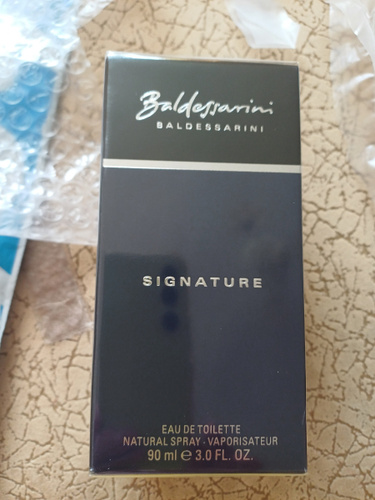 Baldessarini
BALDESSARINI
SIGNATURE
EAU DE TOILETTE
NATURAL SPRAY - VAPORISATEUR
90 ml ℮ 3.0 FL. OZ.